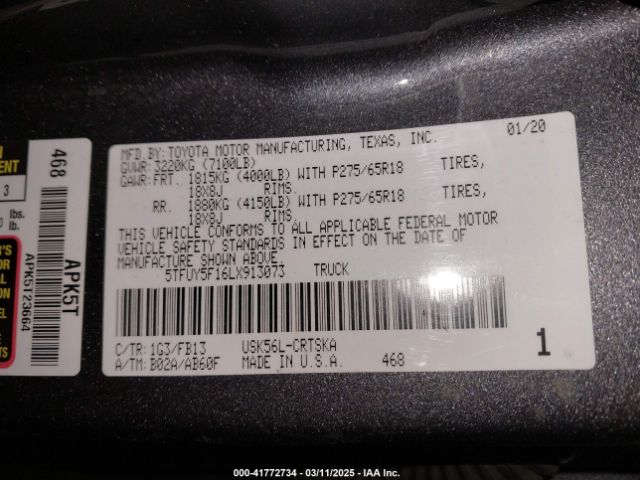 MFD BY: TOYOTA MOTOR MANUFACTURING, TEXAS, INC. 01/20
GVWR: 3220KG (7100LB)
GAWR: FRT. 1815KG (4000LB) WITH P275/65R18 TIRES,
18X8J RIMS.
RR. 1880KG (4150LB) WITH P275/65R18 TIRES,
18X8J RIMS.
THIS VEHICLE CONFORMS TO ALL APPLICABLE FEDERAL MOTOR
VEHICLE SAFETY STANDARDS IN EFFECT ON THE DATE OF
MANUFACTURE SHOWN ABOVE.
5TFUY5F16LX913073 TRUCK
C/TR: 1G3/FB13 USK56L-CRTSKA
A/TM: B02A/AB60F MADE IN U.S.A. 468
1
468
APK5T
APK5T23664
3
lbs.
lb.
000-41772734 - 03/11/2025 - IAA Inc.